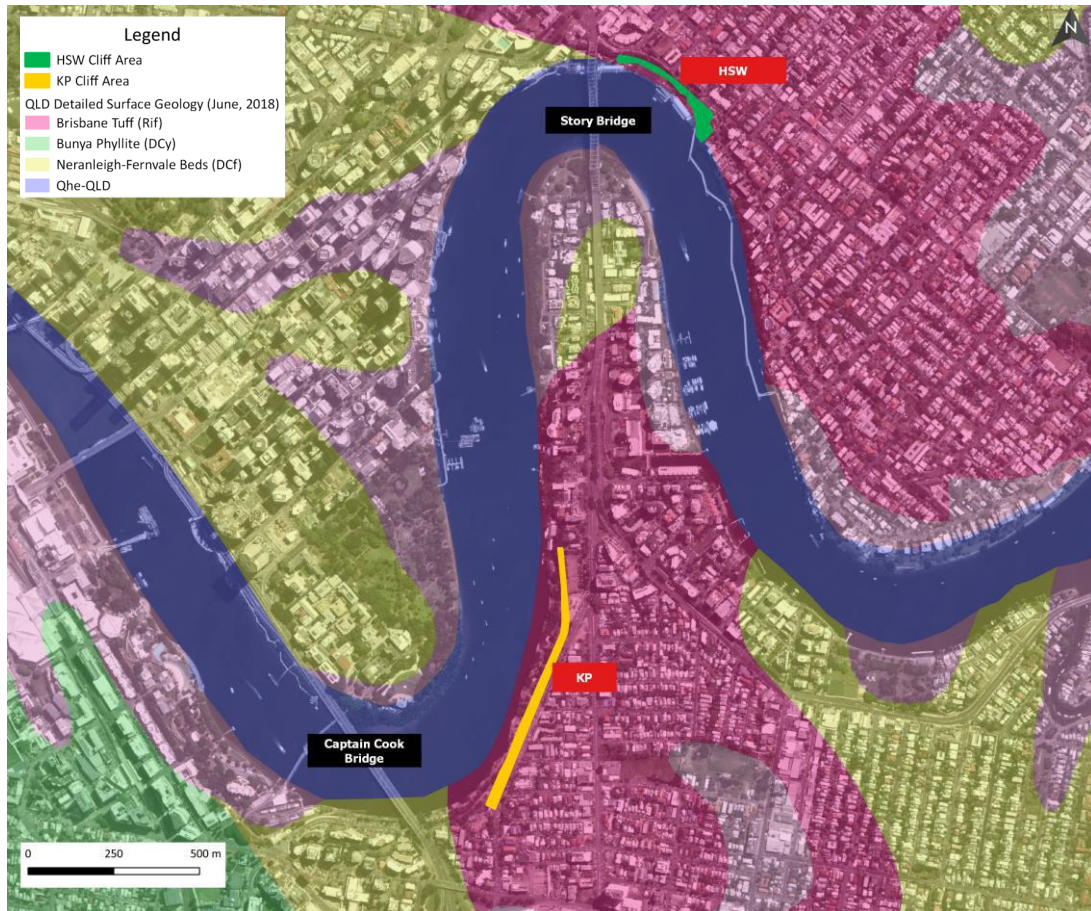 Legend
HSW Cliff Area
KP Cliff Area
QLD Detailed Surface Geology (June, 2018)
Brisbane Tuff (Rif)
Bunya Phyllite (DCy)
Neranleigh-Fernvale Beds (DCf)
Qhe-QLD
N
HSW
Story Bridge
KP
Captain Cook
Bridge
0 250 500 m